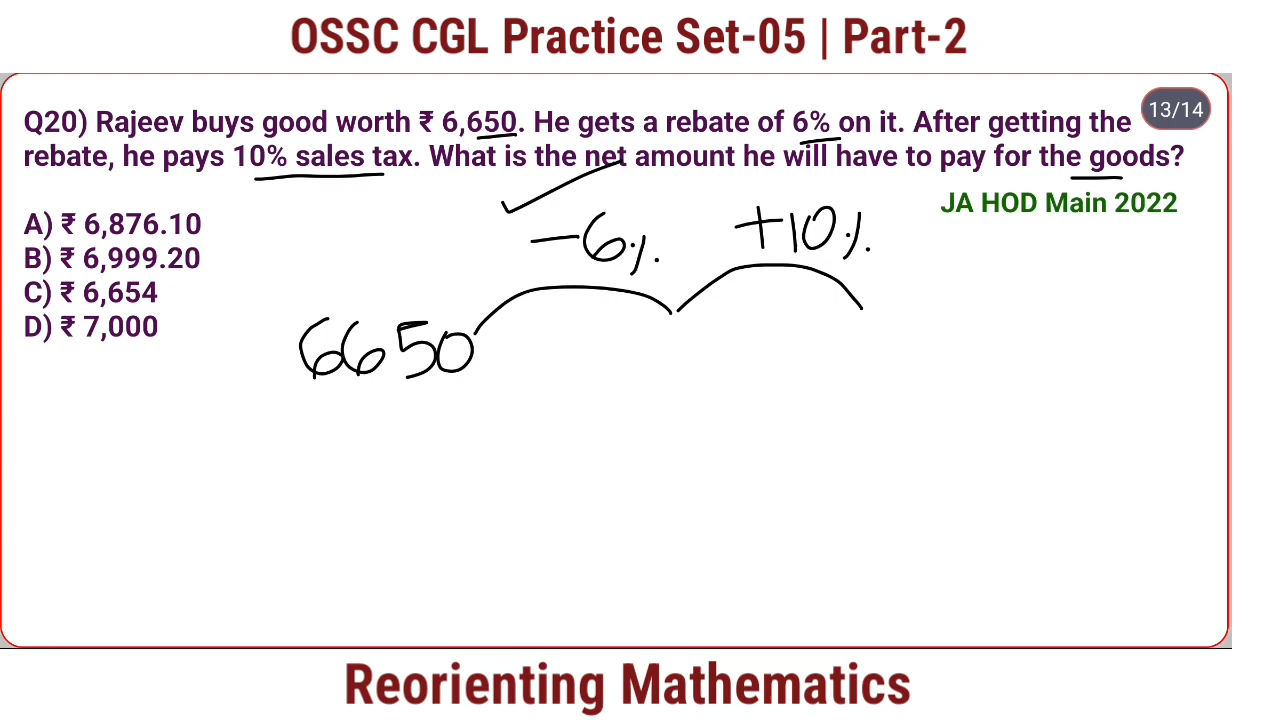 OSSC CGL Practice Set-05 | Part-2
13/14
Q20) Rajeev buys good worth ₹ 6,650. He gets a rebate of 6% on it. After getting the
rebate, he pays 10% sales tax. What is the net amount he will have to pay for the goods?
JA HOD Main 2022
A) ₹ 6,876.10
B) ₹ 6,999.20
C) ₹ 6,654
D) ₹ 7,000
-6% +10%
6650
Reorienting Mathematics